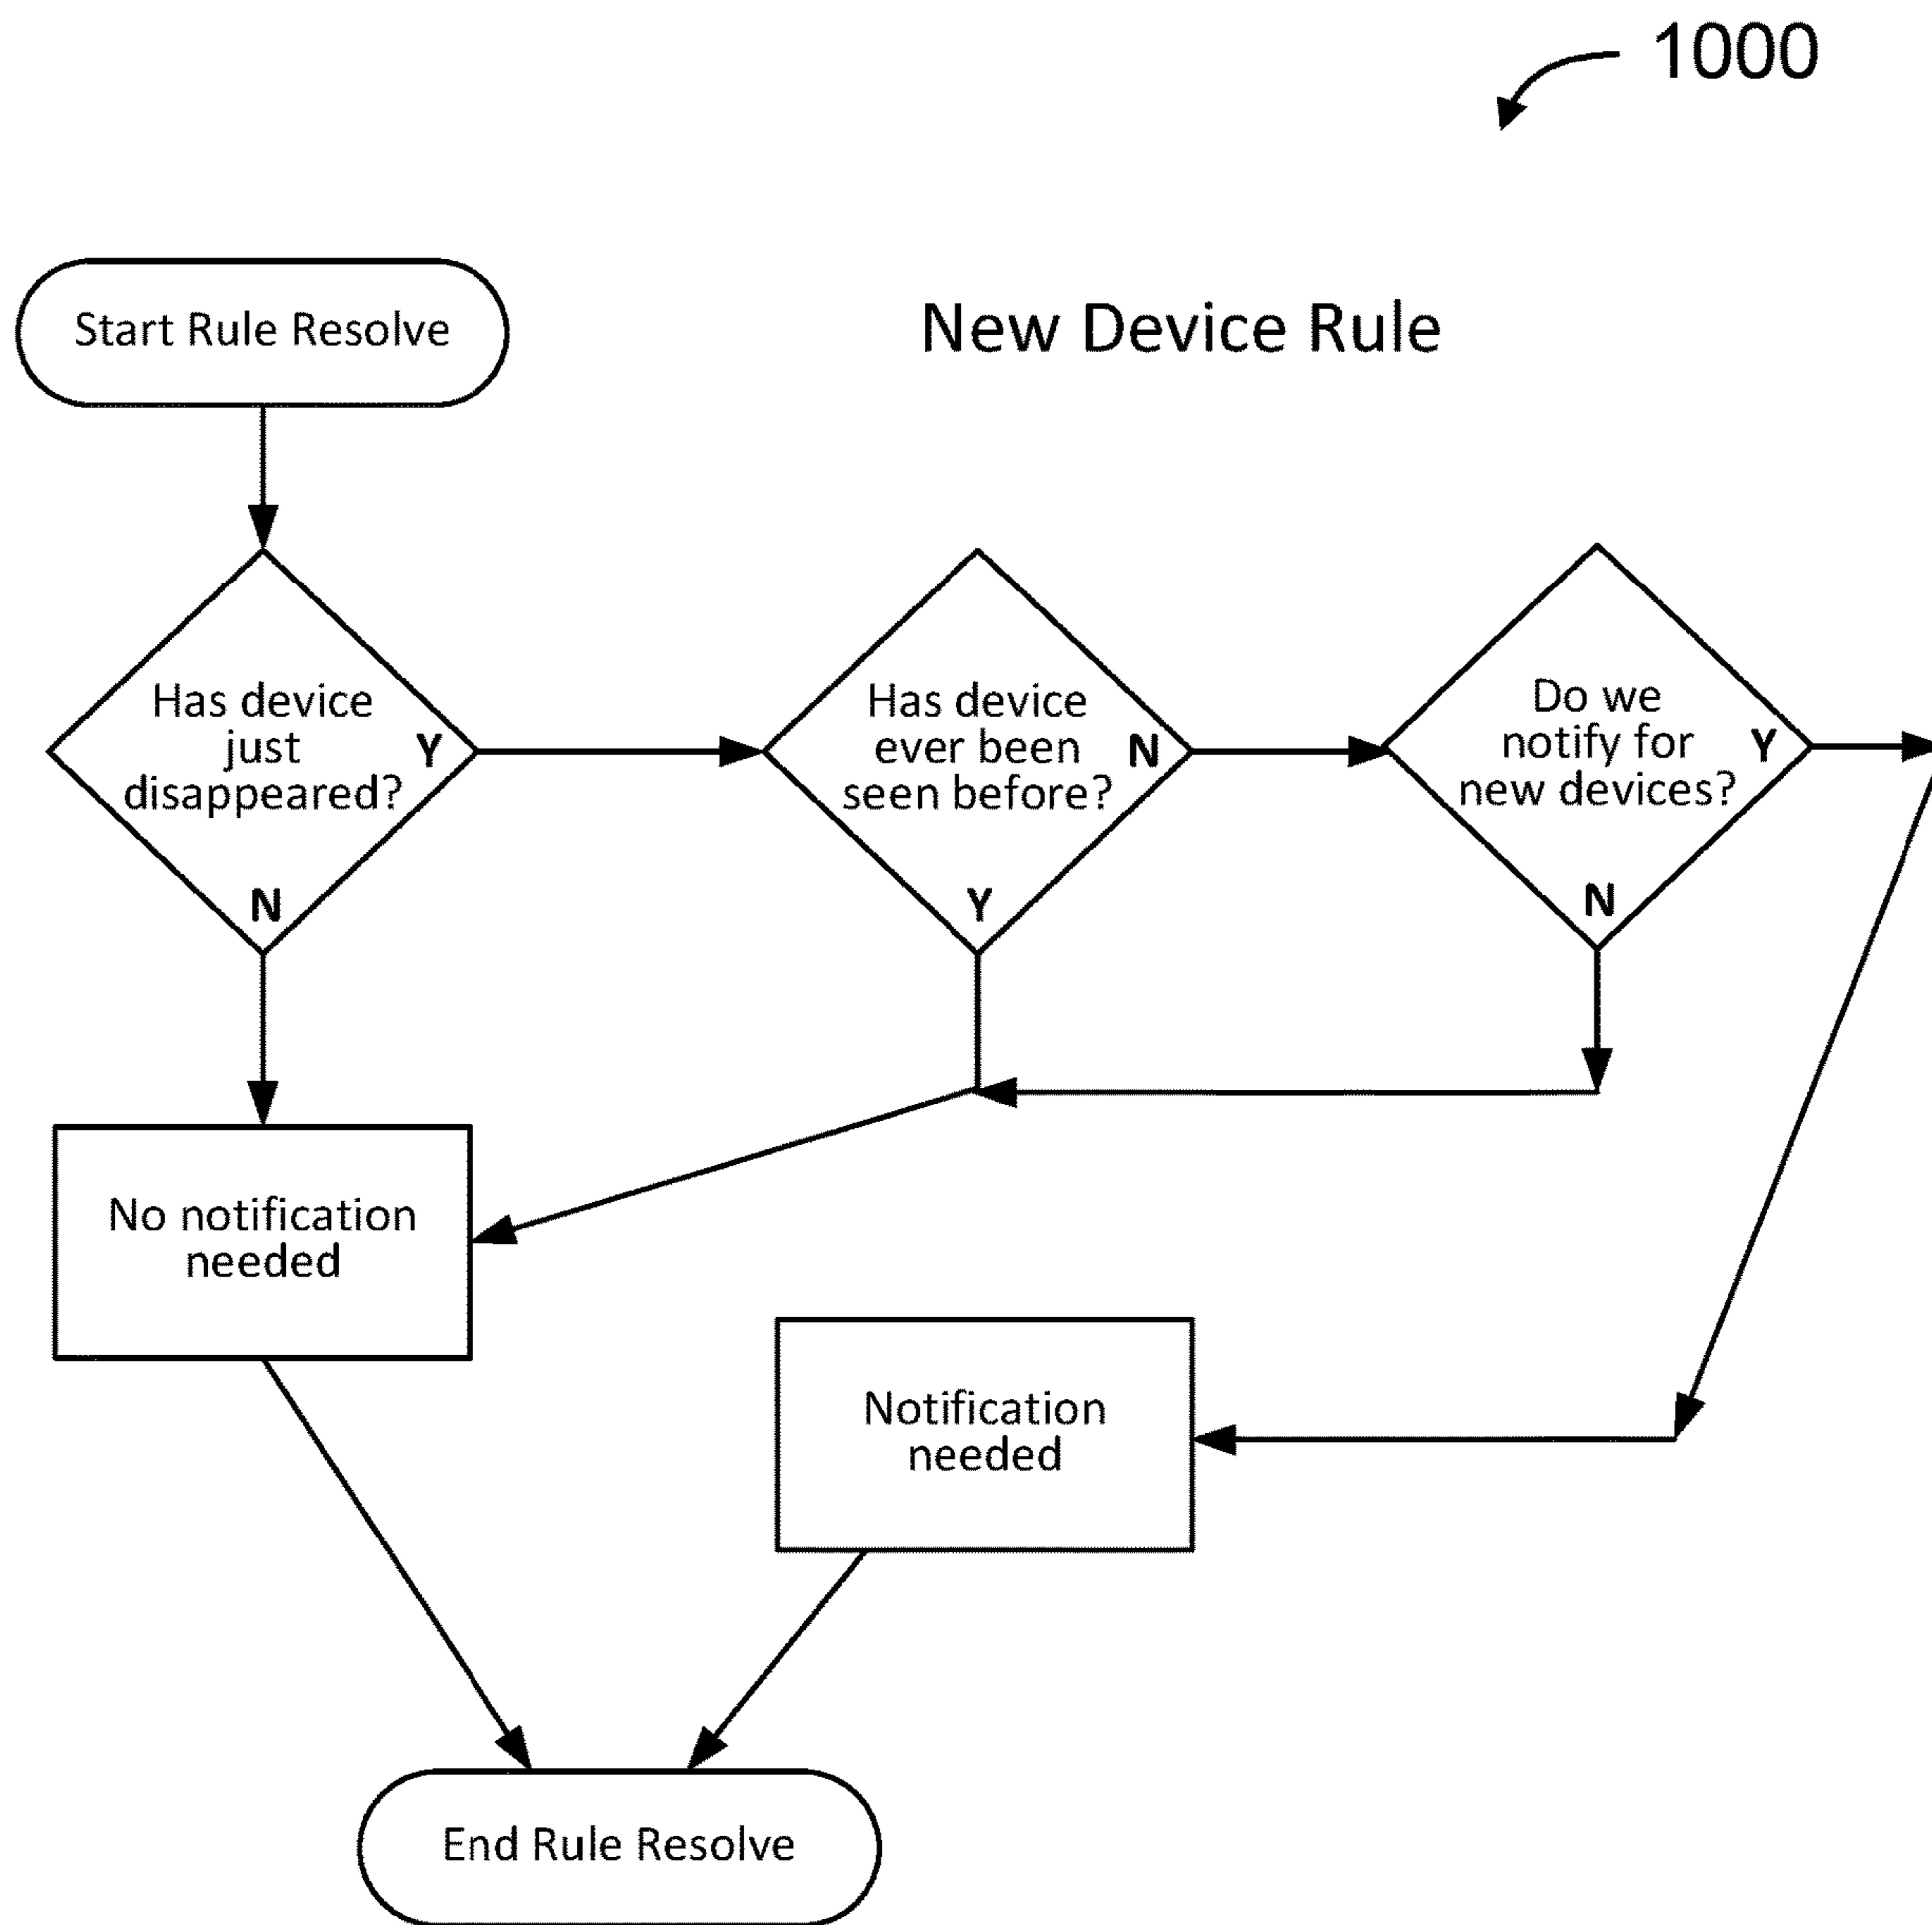 1000
Start Rule Resolve
New Device Rule
Has device
just
disappeared?
Y
N
Has device
ever been
seen before?
N
Y
Do we
notify for
new devices?
Y
N
No notification
needed
Notification
needed
End Rule Resolve